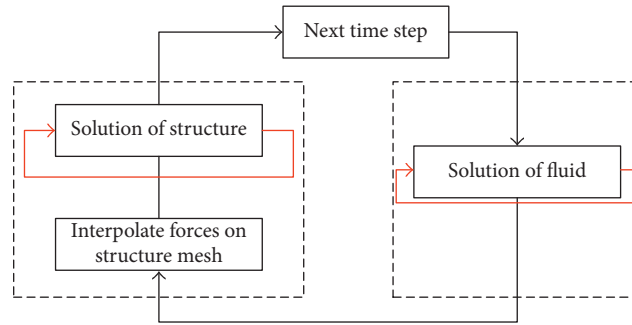 Next time step
Solution of structure
Solution of fluid
Interpolate forces on
structure mesh